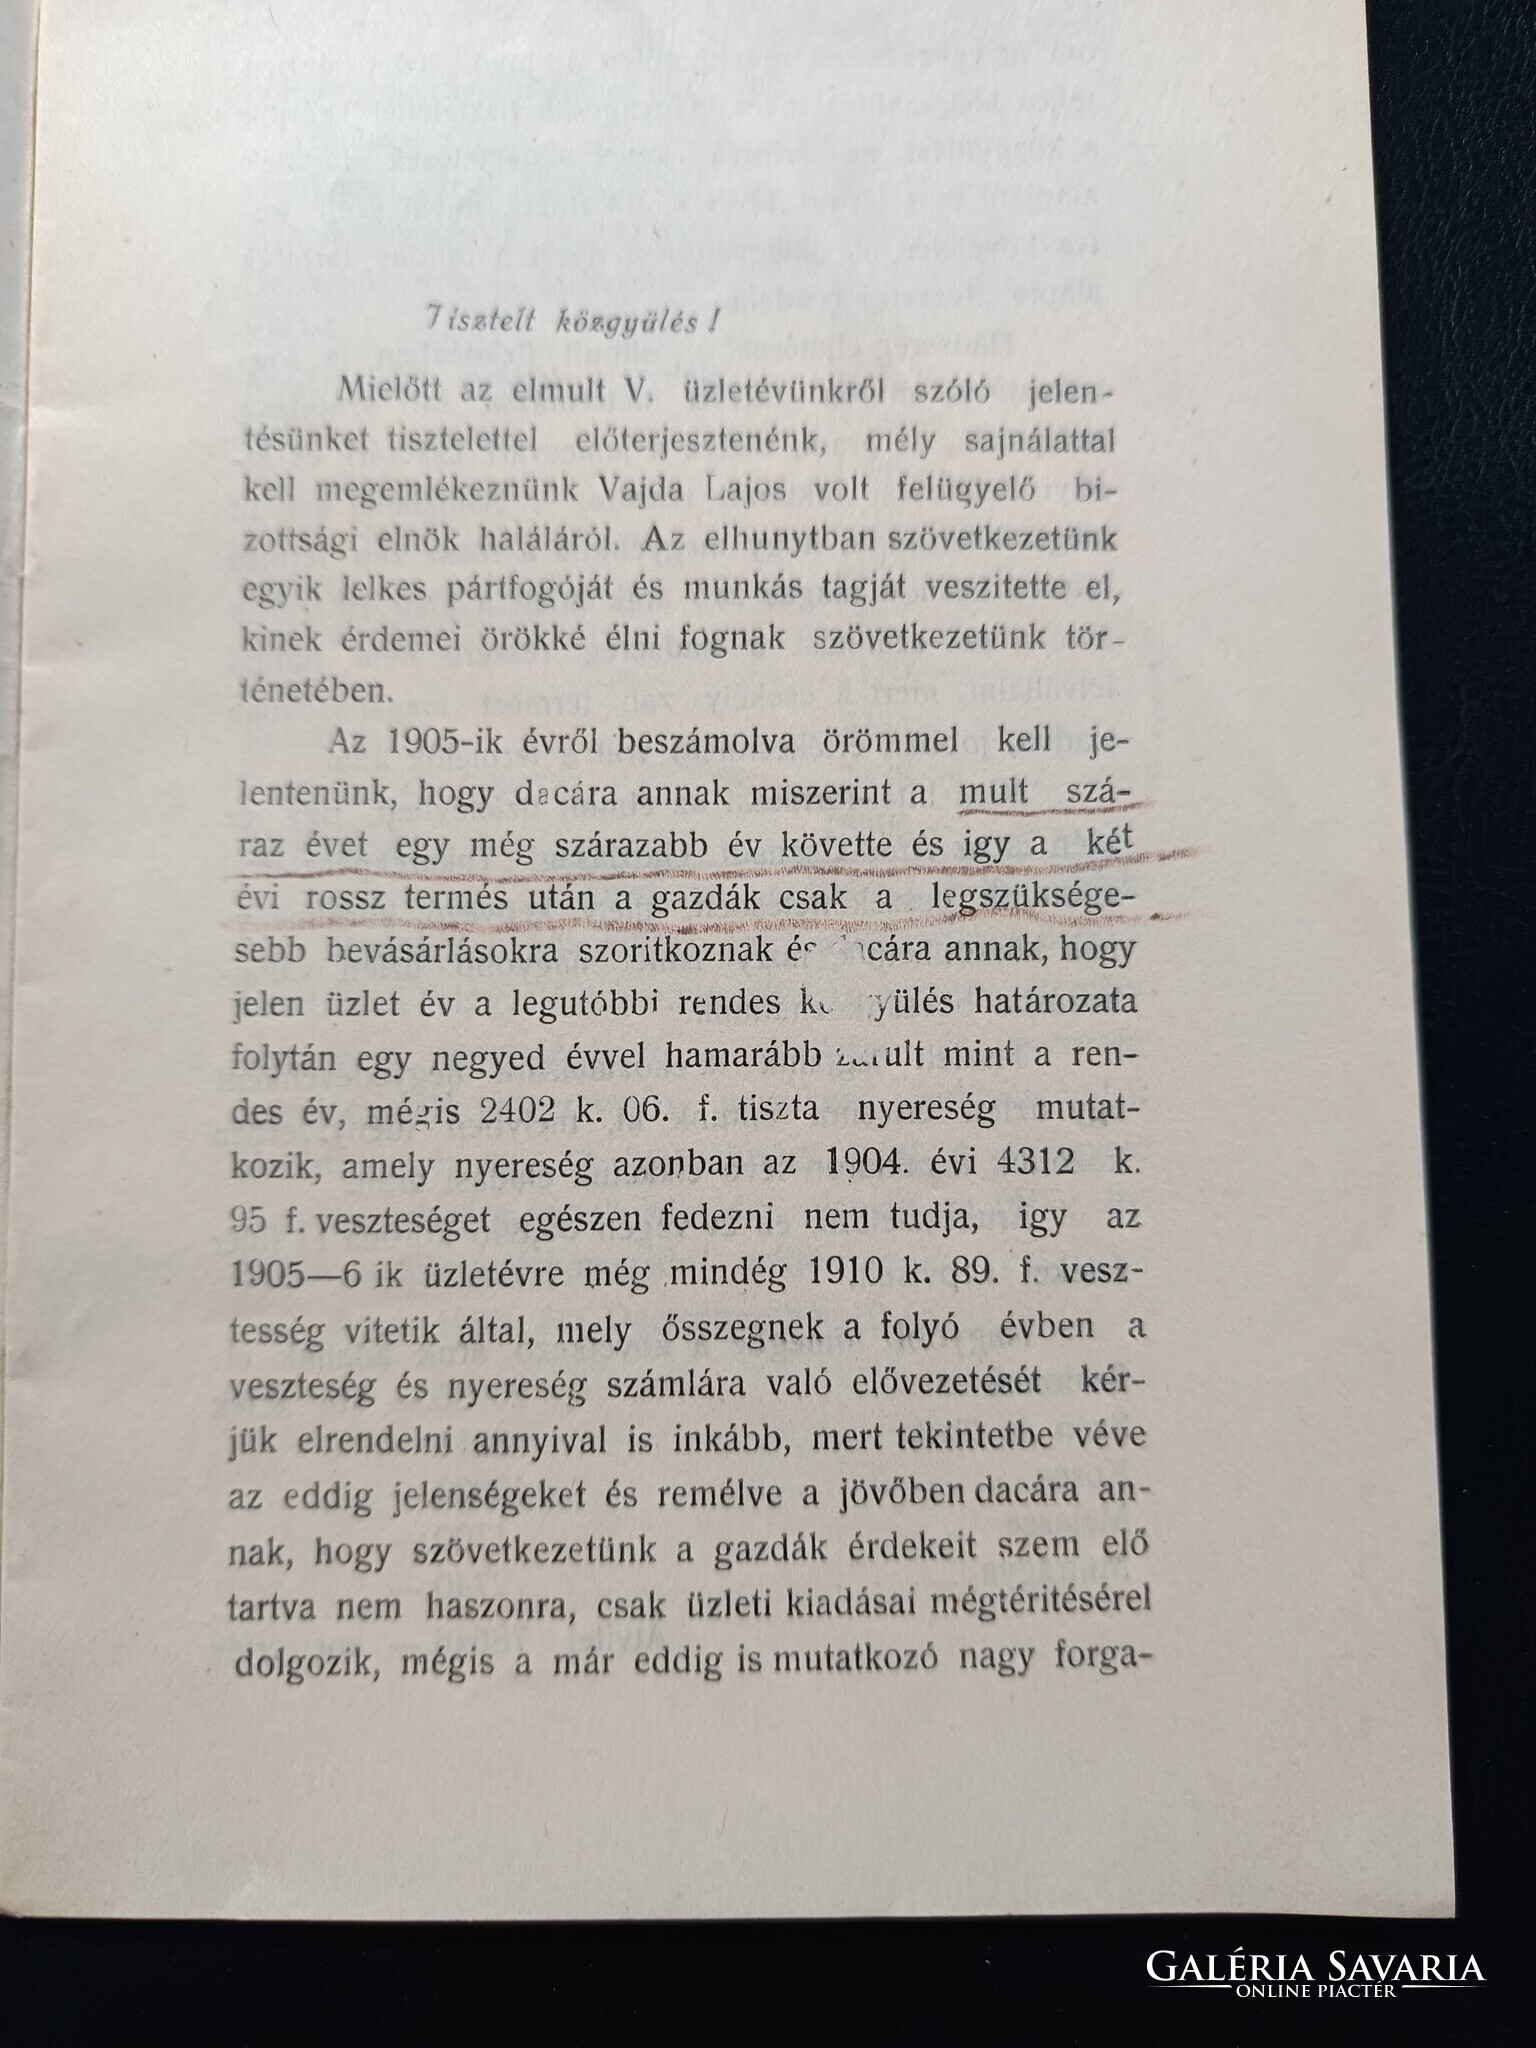 Tisztelt közgyülés!
Mielőtt az elmult V. üzletévünkről szóló jelen-
tésünket tisztelettel előterjesztenénk, mély sajnálattal
kell megemlékeznünk Vajda Lajos volt felügyelő bi-
zottsági elnök haláláról. Az elhunytban szövetkezetünk
egyik lelkes pártfogóját és munkás tagját veszitette el,
kinek érdemei örökké élni fognak szövetkezetünk tör-
ténetében.
Az 1905-ik évről beszámolva örömmel kell je-
lentenünk, hogy dacára annak miszerint a mult szá-
raz évet egy még szárazabb év követte és igy a két
évi rossz termés után a gazdák csak a legszüksége-
sebb bevásárlásokra szoritkoznak és dacára annak, hogy
jelen üzlet év a legutóbbi rendes közgyülés határozata
folytán egy negyed évvel hamarább zárult mint a ren-
des év, mégis 2402 k. 06. f. tiszta nyereség mutat-
kozik, amely nyereség azonban az 1904. évi 4312 k.
95 f. veszteséget egészen fedezni nem tudja, igy az
1905—6 ik üzletévre még mindég 1910 k. 89. f. vesz-
tesség vitetik által, mely ősszegnek a folyó évben a
veszteség és nyereség számlára való elővezetését kér-
jük elrendelni annyival is inkább, mert tekintetbe véve
az eddig jelenségeket és remélve a jövőben dacára an-
nak, hogy szövetkezetünk a gazdák érdekeit szem elő
tartva nem haszonra, csak üzleti kiadásai mégtéritésérel
dolgozik, mégis a már eddig is mutatkozó nagy forga-
GALÉRIA SAVARIA
ONLINE PIACTÉR